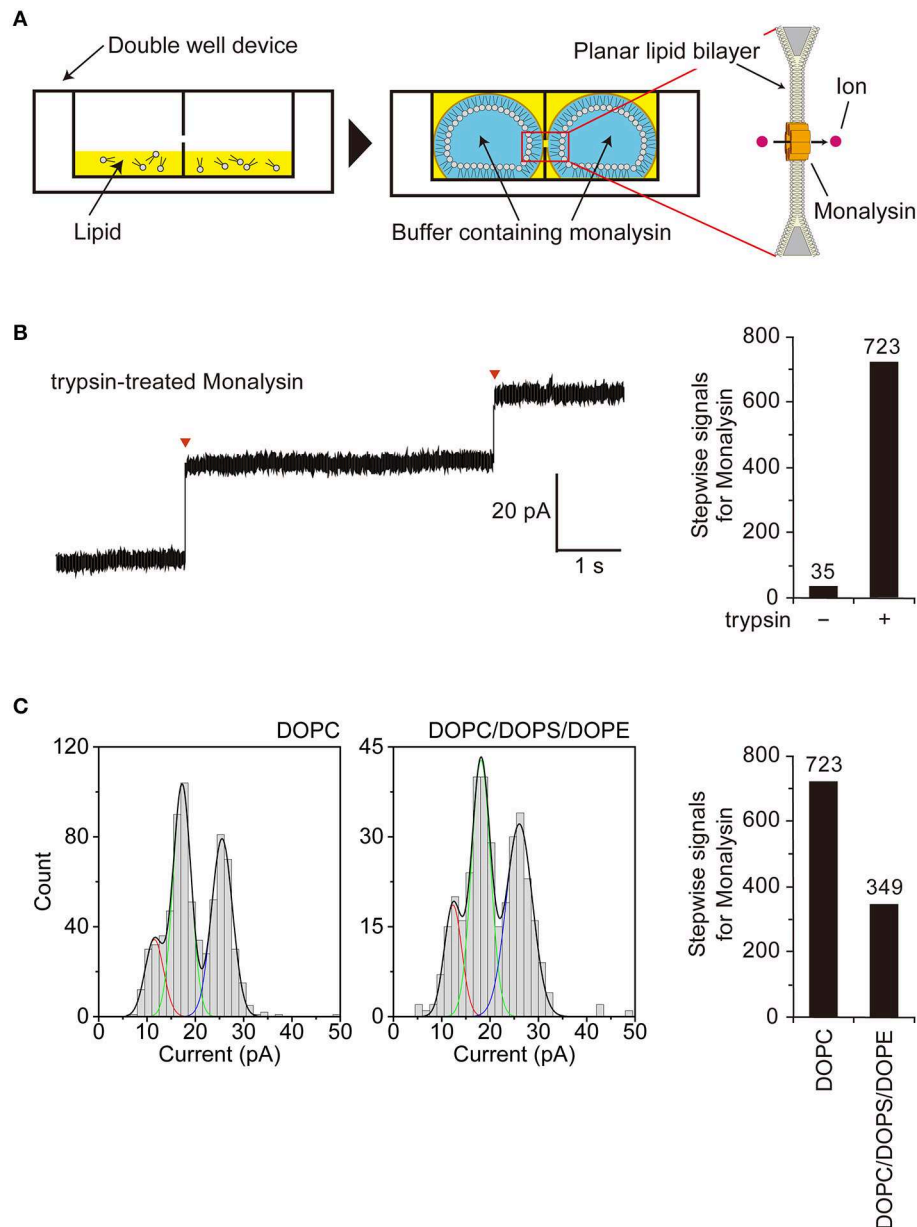 A
Double well device
Lipid
Buffer containing monalysin
Planar lipid bilayer
Ion
Monalysin
B
trypsin-treated Monalysin
20 pA
1 s
Stepwise signals
for Monalysin
800
600
400
200
0
35
723
trypsin
−
+
C
DOPC
Count
120
80
40
0
0
10
20
30
40
50
Current (pA)
DOPC/DOPS/DOPE
45
30
15
0
0
10
20
30
40
50
Current (pA)
Stepwise signals
for Monalysin
800
600
400
200
0
723
349
DOPC
DOPC/DOPS/DOPE